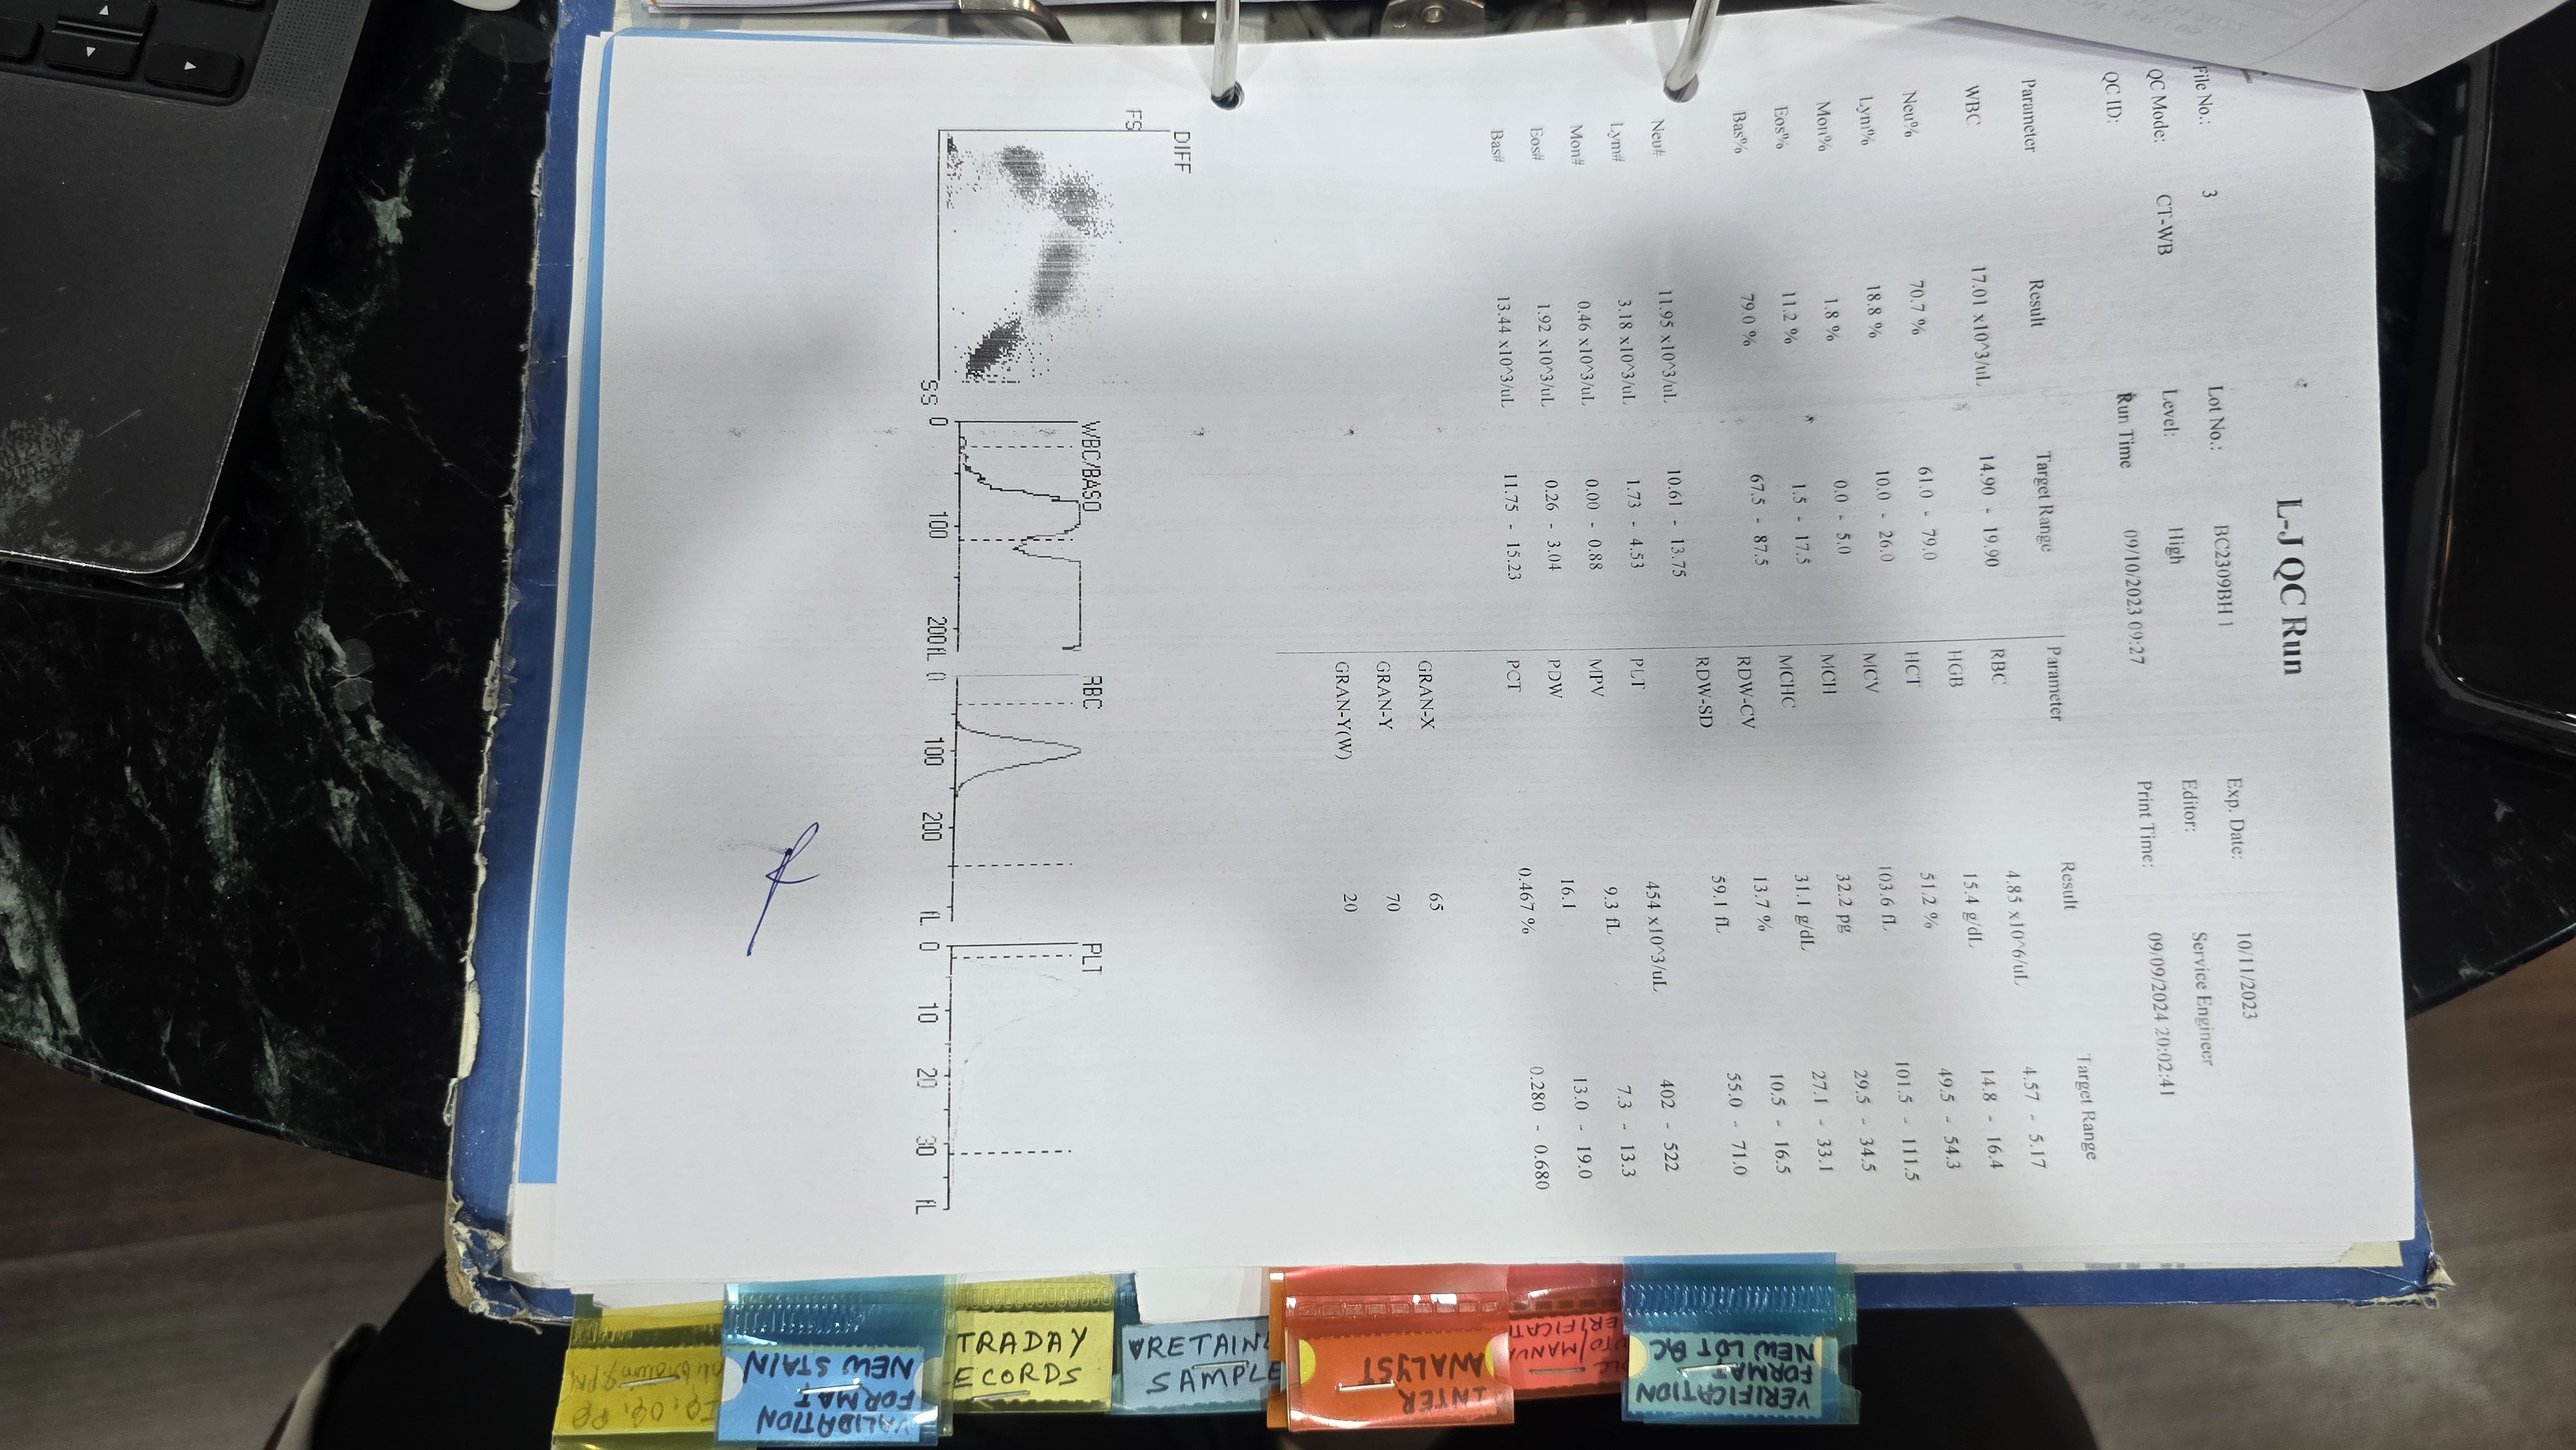 L-J QC Run
File No.: 3 Lot No.: BC2309BH1 Exp. Date: 10/11/2023
QC Mode: CT-WB Level: High Editor: Service Engineer
QC ID: Run Time 09/10/2023 09:27 Print Time: 09/09/2024 20:02:41
Parameter Result Target Range Parameter Result Target Range
WBC 17.01 x10^3/uL 14.90 - 19.90 RBC 4.85 x10^6/uL 4.57 - 5.17
HGB 15.4 g/dL 14.8 - 16.4
Neu% 70.7 % 61.0 - 79.0 HCT 51.2 % 49.5 - 54.3
Lym% 18.8 % 10.0 - 26.0 MCV 103.6 fL 101.5 - 111.5
Mon% 1.8 % 0.0 - 5.0 MCH 32.2 pg 29.5 - 34.5
Eos% 11.2 % 1.5 - 17.5 MCHC 31.1 g/dL 27.1 - 33.1
Bas% 79.0 % 67.5 - 87.5 RDW-CV 13.7 % 10.5 - 16.5
RDW-SD 59.1 fL 55.0 - 71.0
Neu# 11.95 x10^3/uL 10.61 - 13.75
Lym# 3.18 x10^3/uL 1.73 - 4.53 PLT 454 x10^3/uL 402 - 522
Mon# 0.46 x10^3/uL 0.00 - 0.88 MPV 9.3 fL 7.3 - 13.3
Eos# 1.92 x10^3/uL 0.26 - 3.04 PDW 16.1 13.0 - 19.0
Bas# 13.44 x10^3/uL 11.75 - 15.23 PCT 0.467 % 0.280 - 0.680
GRAN-X 65
GRAN-Y 70
GRAN-Y(W) 20
DIFF
FS
WBC/BASO RBC PLT
SS 0 100 200fL 0 100 200 fL 0 10 20 30 fL
VALIDATION
FORMAT
NEW STAIN
TRADAY
ECORDS
RETAIN
SAMPLE
INTER
ANALYST
VERIFICATION
FORMAT
NEW LOT BC